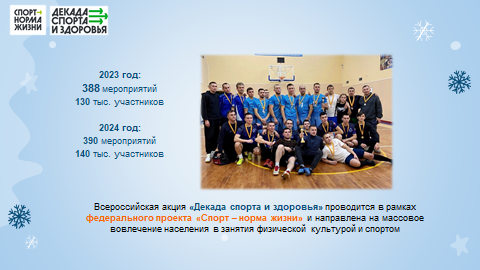 СПОРТ
НОРМА
ЖИЗНИ
ДЕКАДА
СПОРТА
И ЗДОРОВЬЯ
2023 год:
388 мероприятий
130 тыс. участников
2024 год:
390 мероприятий
140 тыс. участников
Всероссийская акция «Декада спорта и здоровья» проводится в рамках
федерального проекта «Спорт – норма жизни» и направлена на массовое
вовлечение населения в занятия физической культурой и спортом